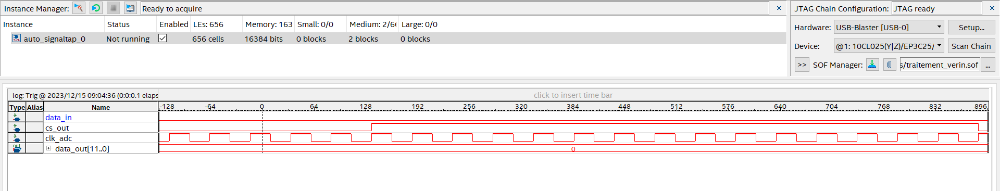 Instance Manager: Ready to acquire × JTAG Chain Configuration: JTAG ready ×
Instance Status Enabled LEs: 656 Memory: 163 Small: 0/0 Medium: 2/6 Large: 0/0
auto_signaltap_0 Not running 656 cells 16384 bits 0 blocks 2 blocks 0 blocks
Hardware: USB-Blaster [USB-0] Setup...
Device: @1: 10CL025(Y|Z)/EP3C25/ Scan Chain
>> SOF Manager: s/traitement_verin.sof ...
log: Trig @ 2023/12/15 09:04:36 (0:0:0.1 elaps click to insert time bar
Type Alias Name -128 -64 0 64 128 192 256 320 384 448 512 576 640 704 768 832 896
data_in
cs_out
clk_adc
data_out[11..0] 0